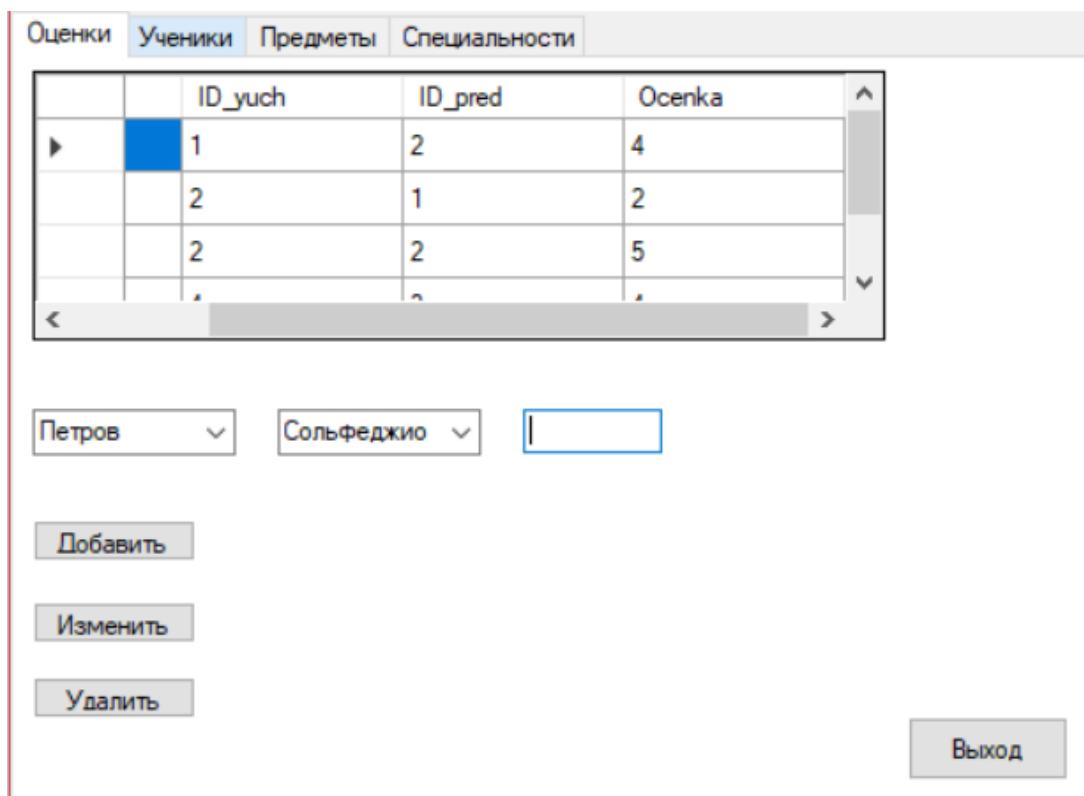 Оценки Ученики Предметы Специальности
ID_yuch ID_pred Ocenka
1 2 4
2 1 2
2 2 5
Петров Сольфеджио
Добавить
Изменить
Удалить
Выход